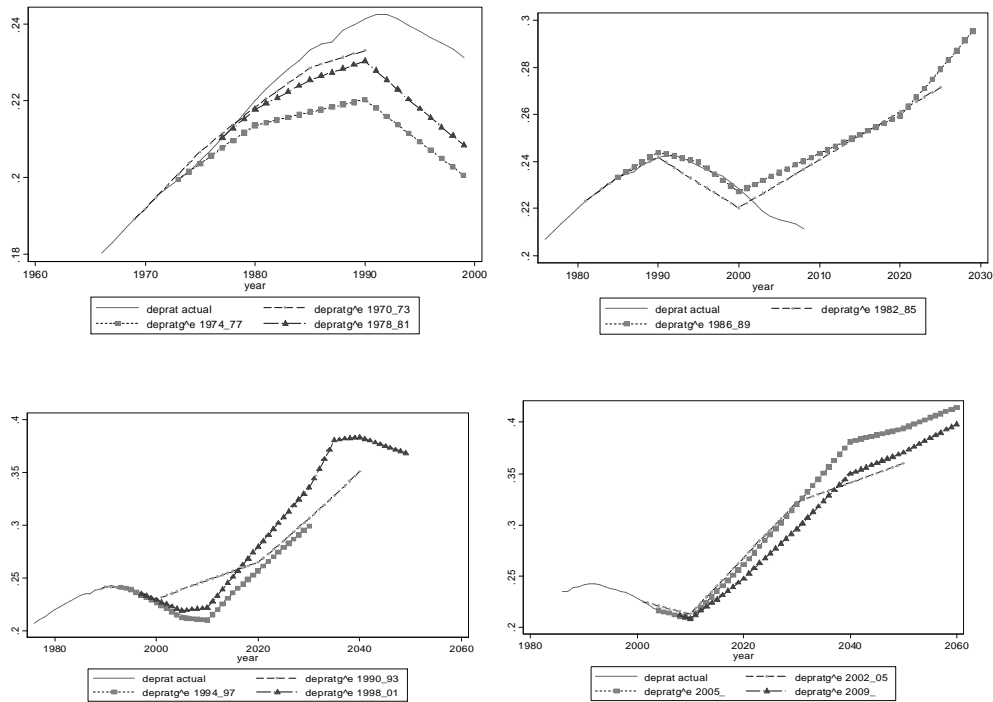 .24
.22
.2
.18
1960 1970 1980 1990 2000
year
deprat actual depratg^e 1970_73
depratg^e 1974_77 depratg^e 1978_81
.3
.28
.26
.24
.22
.2
1980 1990 2000 2010 2020 2030
year
deprat actual depratg^e 1982_85
depratg^e 1986_89
.4
.35
.3
.25
.2
1980 2000 2020 2040 2060
year
deprat actual depratg^e 1990_93
depratg^e 1994_97 depratg^e 1998_01
.4
.35
.3
.25
.2
1980 2000 2020 2040 2060
year
deprat actual depratg^e 2002_05
depratg^e 2005_ depratg^e 2009_